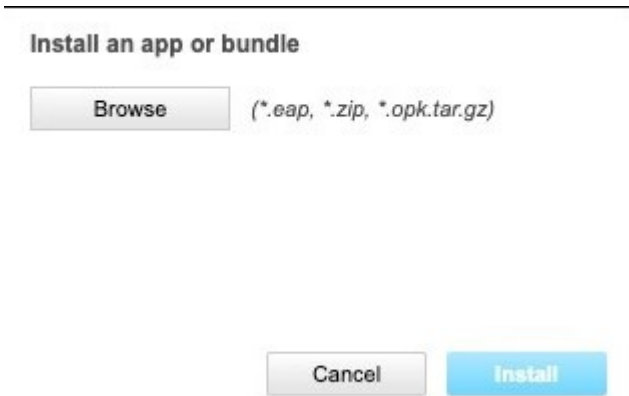 Install an app or bundle
Browse (*.eap, *.zip, *.opk.tar.gz)
Cancel Install